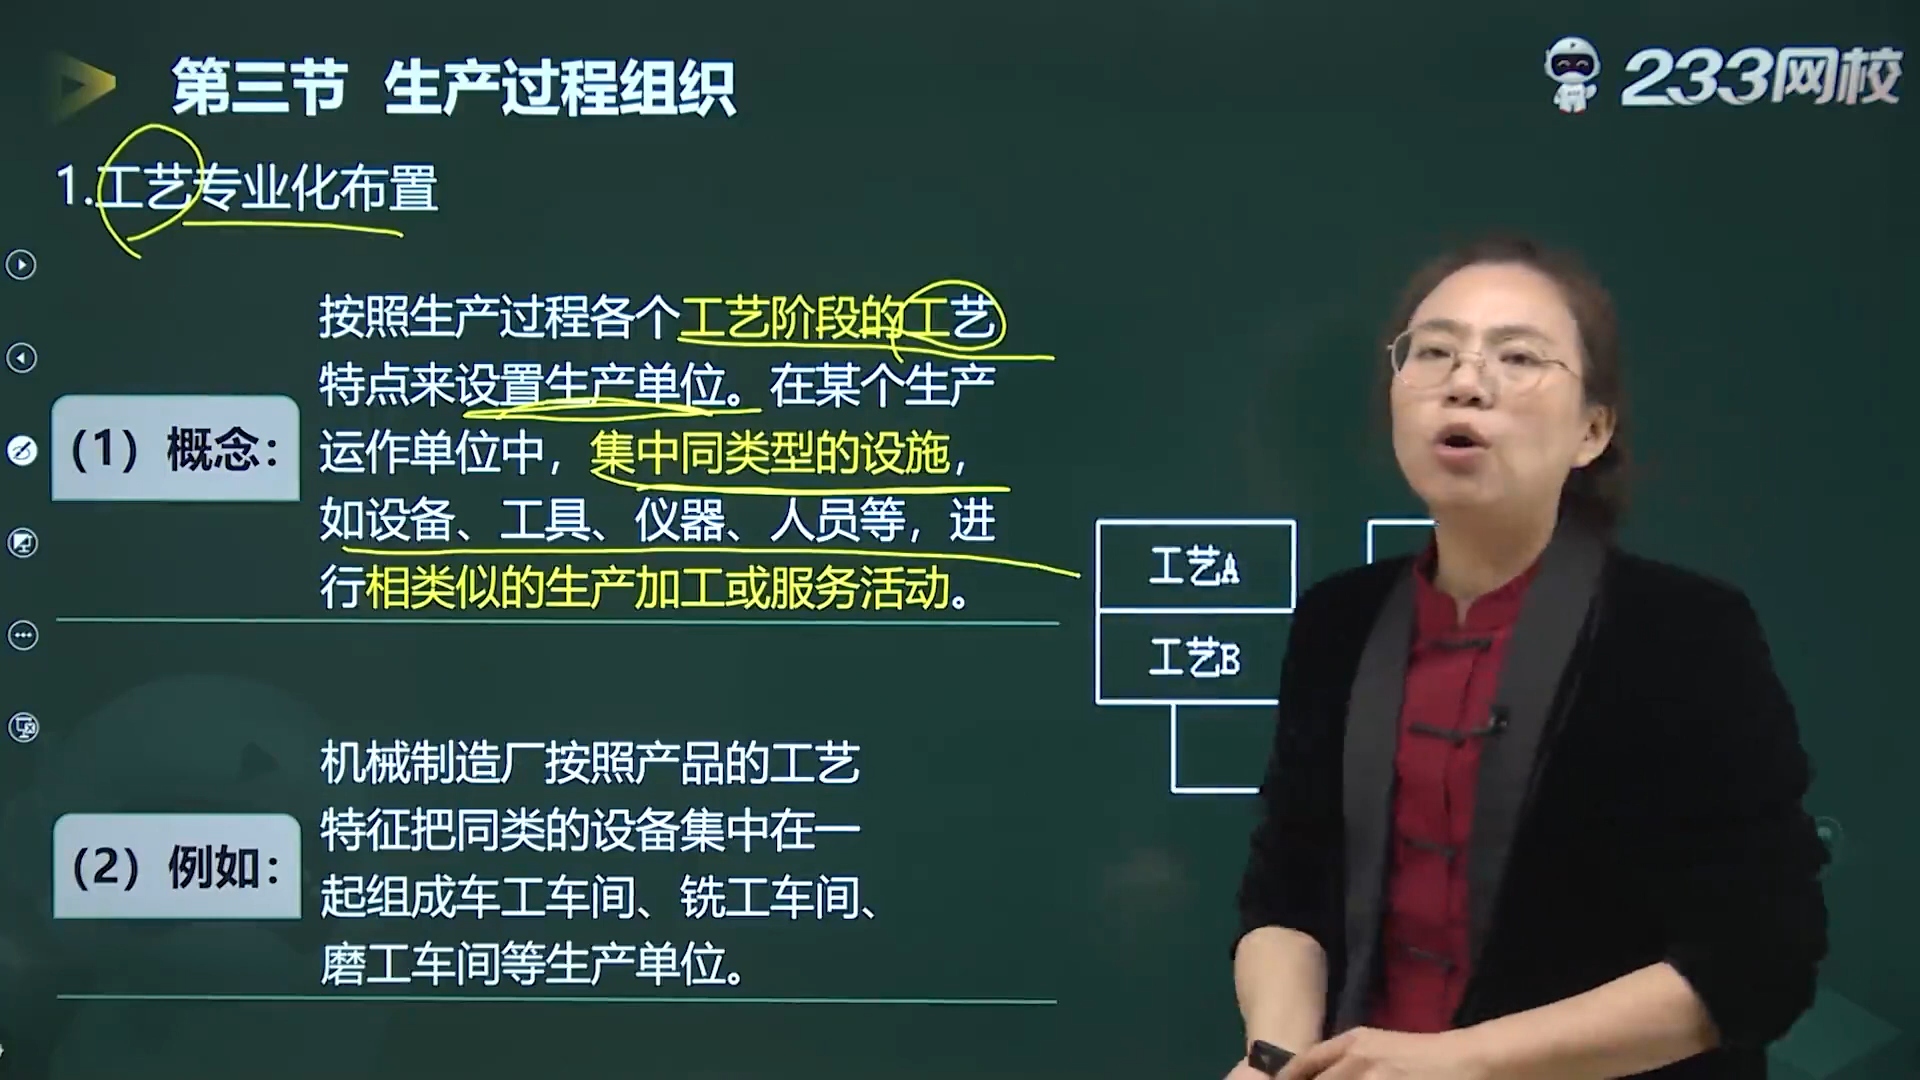 第三节 生产过程组织
233网校
1.工艺专业化布置
按照生产过程各个工艺阶段的工艺
特点来设置生产单位。在某个生产
(1)概念：
运作单位中，集中同类型的设施，
如设备、工具、仪器、人员等，进
行相类似的生产加工或服务活动。
工艺A
工艺B
机械制造厂按照产品的工艺
特征把同类的设备集中在一
(2)例如：
起组成车工车间、铣工车间、
磨工车间等生产单位。